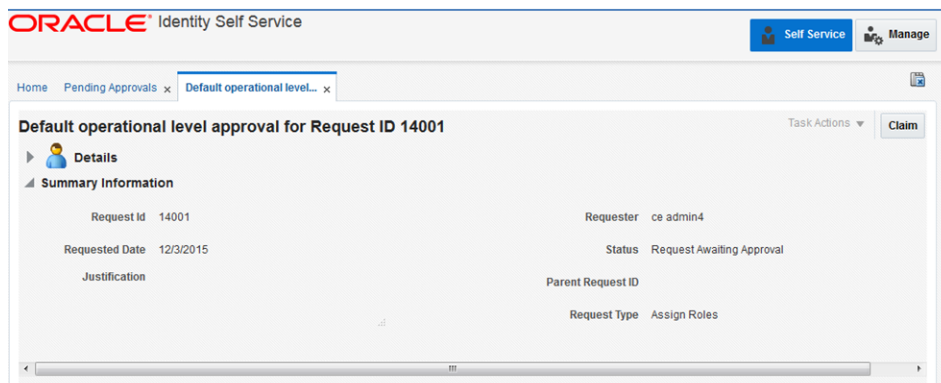 ORACLE® Identity Self Service
Self Service Manage
Home Pending Approvals x Default operational level... x
Default operational level approval for Request ID 14001
Task Actions Claim
Details
Summary Information
Request Id 14001 Requester ce admin4
Requested Date 12/3/2015 Status Request Awaiting Approval
Justification Parent Request ID
Request Type Assign Roles